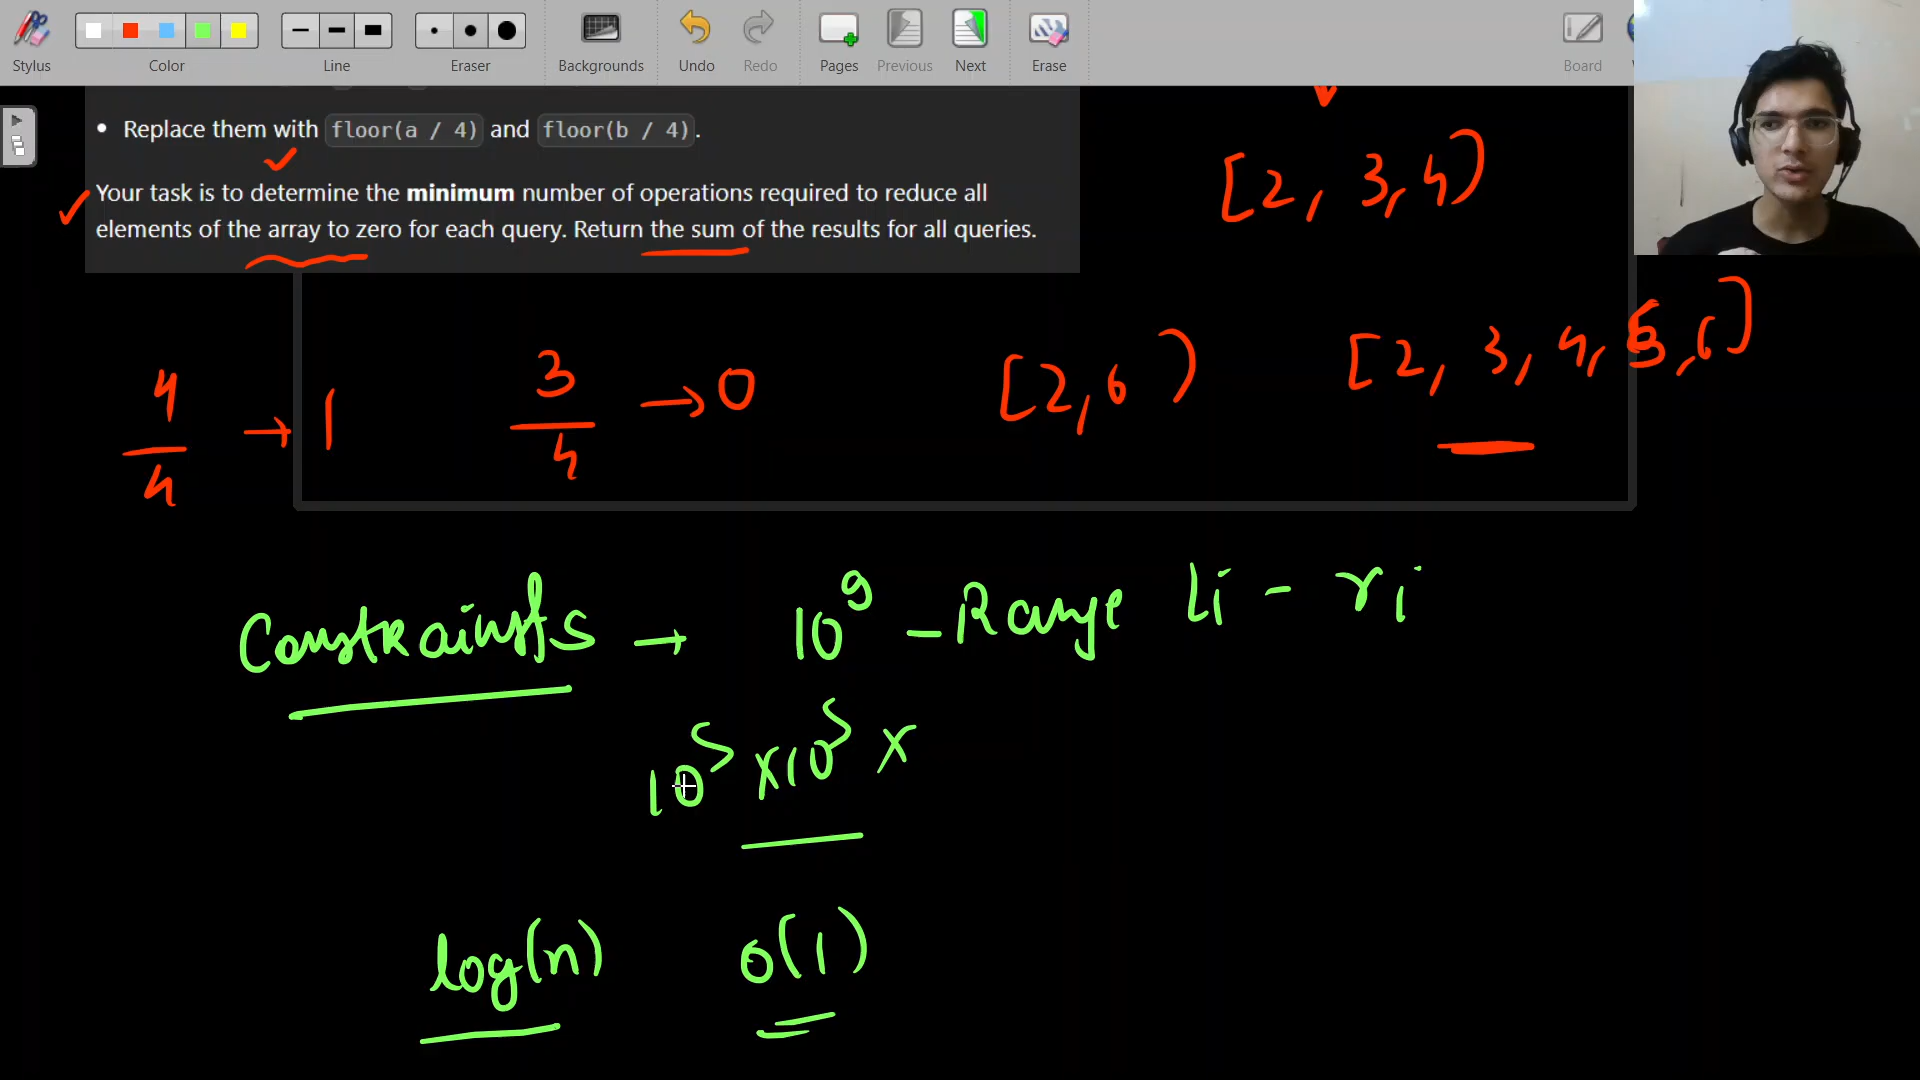 Stylus Color Line Eraser Backgrounds Undo Redo Pages Previous Next Erase Board
• Replace them with floor(a / 4) and floor(b / 4).
Your task is to determine the minimum number of operations required to reduce all
elements of the array to zero for each query. Return the sum of the results for all queries.
[2, 3, 4)
4/4 → 1
3/4 → 0
[2, 6)
[2, 3, 4, 5, 6)
Constraints → 10^9 - Range li - ri
10^5 x 10^5 x
log(n) O(1)